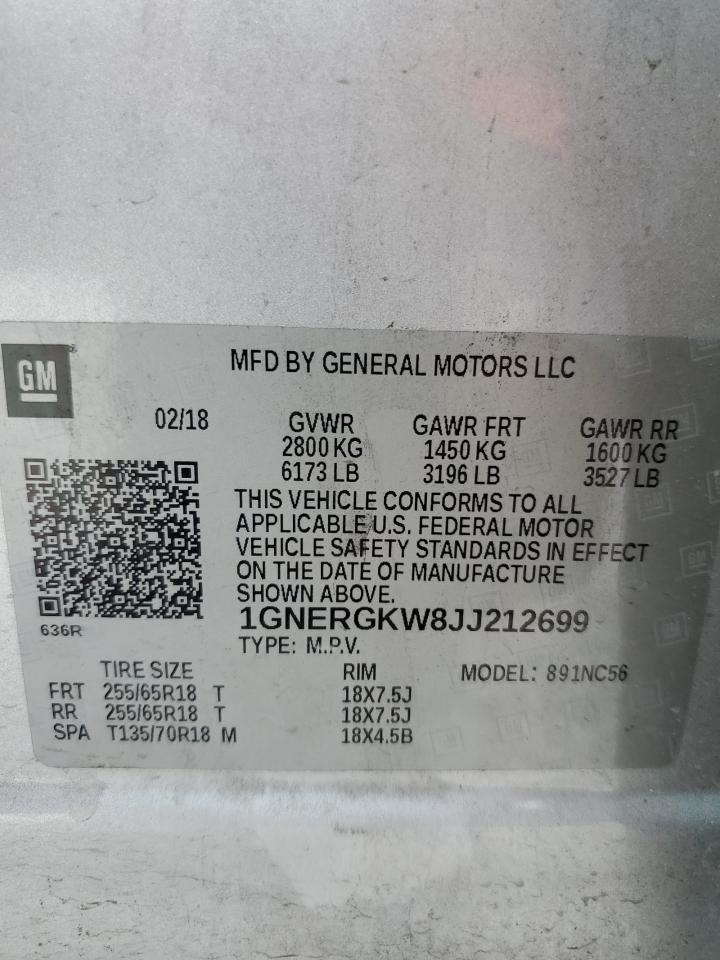 GM
MFD BY GENERAL MOTORS LLC
02/18 GVWR GAWR FRT GAWR RR
2800 KG 1450 KG 1600 KG
6173 LB 3196 LB 3527 LB
THIS VEHICLE CONFORMS TO ALL
APPLICABLE U.S. FEDERAL MOTOR
VEHICLE SAFETY STANDARDS IN EFFECT
ON THE DATE OF MANUFACTURE
SHOWN ABOVE.
1GNERGKW8JJ212699
636R
TYPE: M.P.V.
TIRE SIZE RIM MODEL: 891NC56
FRT 255/65R18 T 18X7.5J
RR 255/65R18 T 18X7.5J
SPA T135/70R18 M 18X4.5B